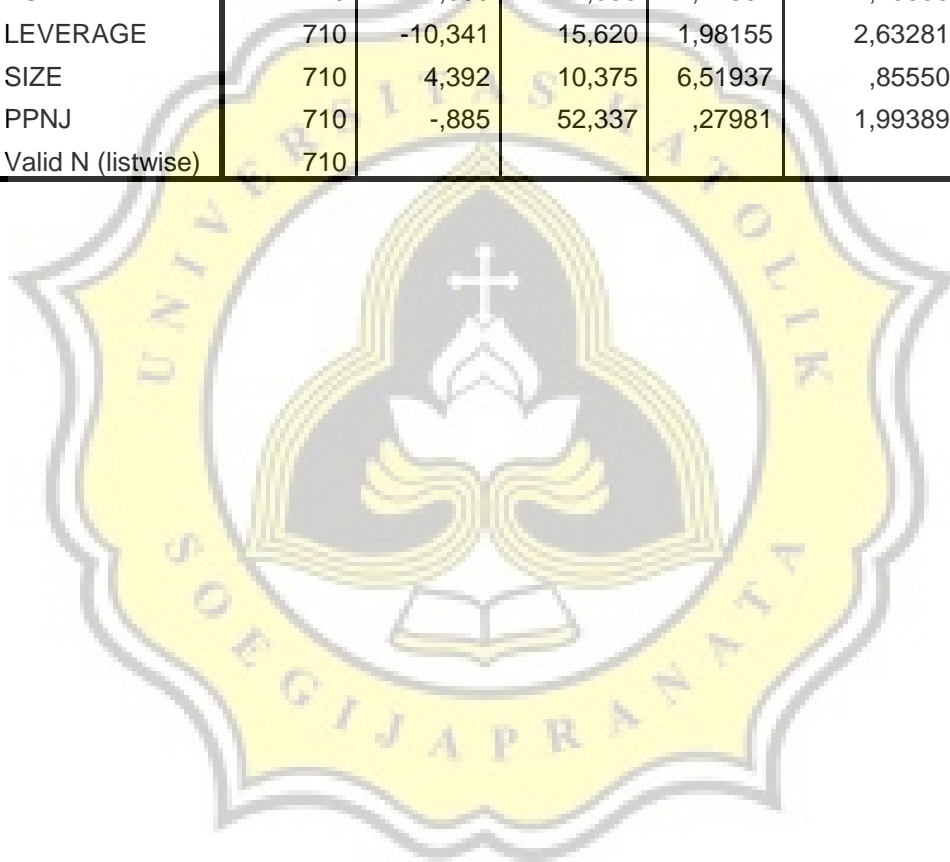 LEVERAGE 710 -10,341 15,620 1,98155 2,63281
SIZE 710 4,392 10,375 6,51937 ,85550
PPNJ 710 -,885 52,337 ,27981 1,99389
Valid N (listwise) 710
UNIVERSITAS KATOLIK
SOEGIJAPRANATA